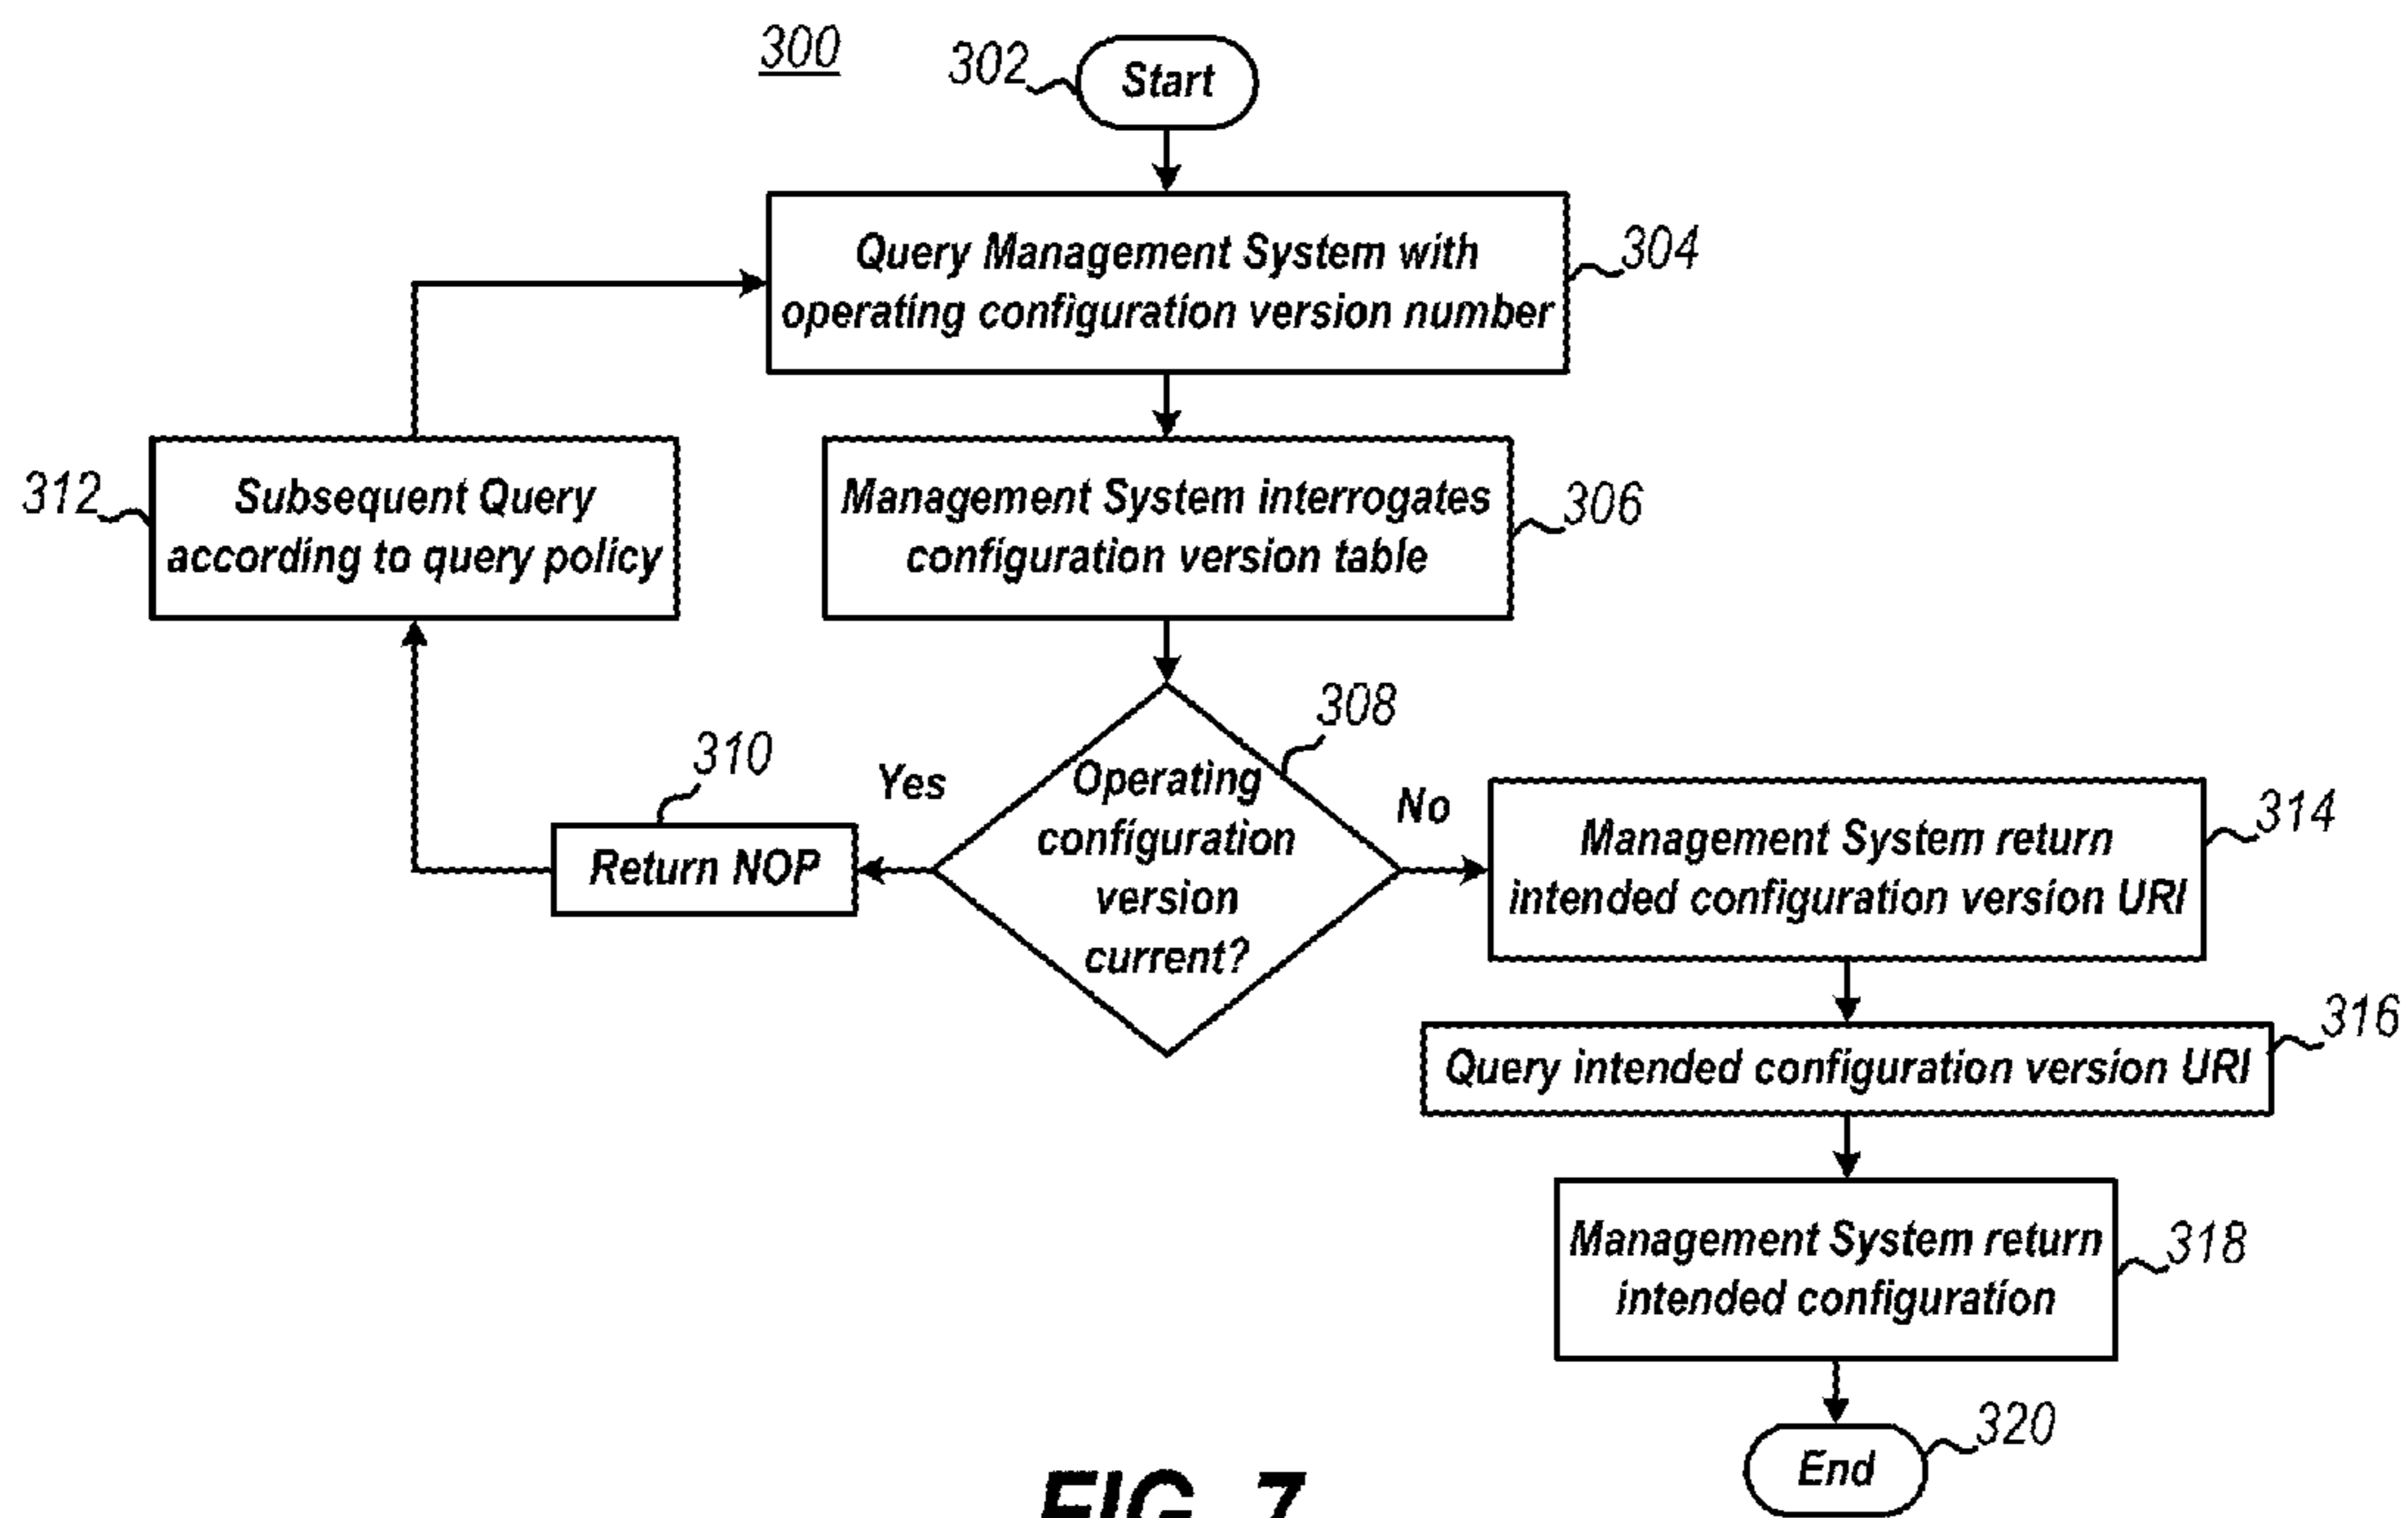 300
302
Start
Query Management System with
operating configuration version number
304
312
Subsequent Query
according to query policy
Management System interrogates
configuration version table
306
308
310
Yes
Return NOP
Operating
configuration
version
current?
No
Management System return
intended configuration version URI
314
Query intended configuration version URI
316
Management System return
intended configuration
318
End
320
FIG. 7